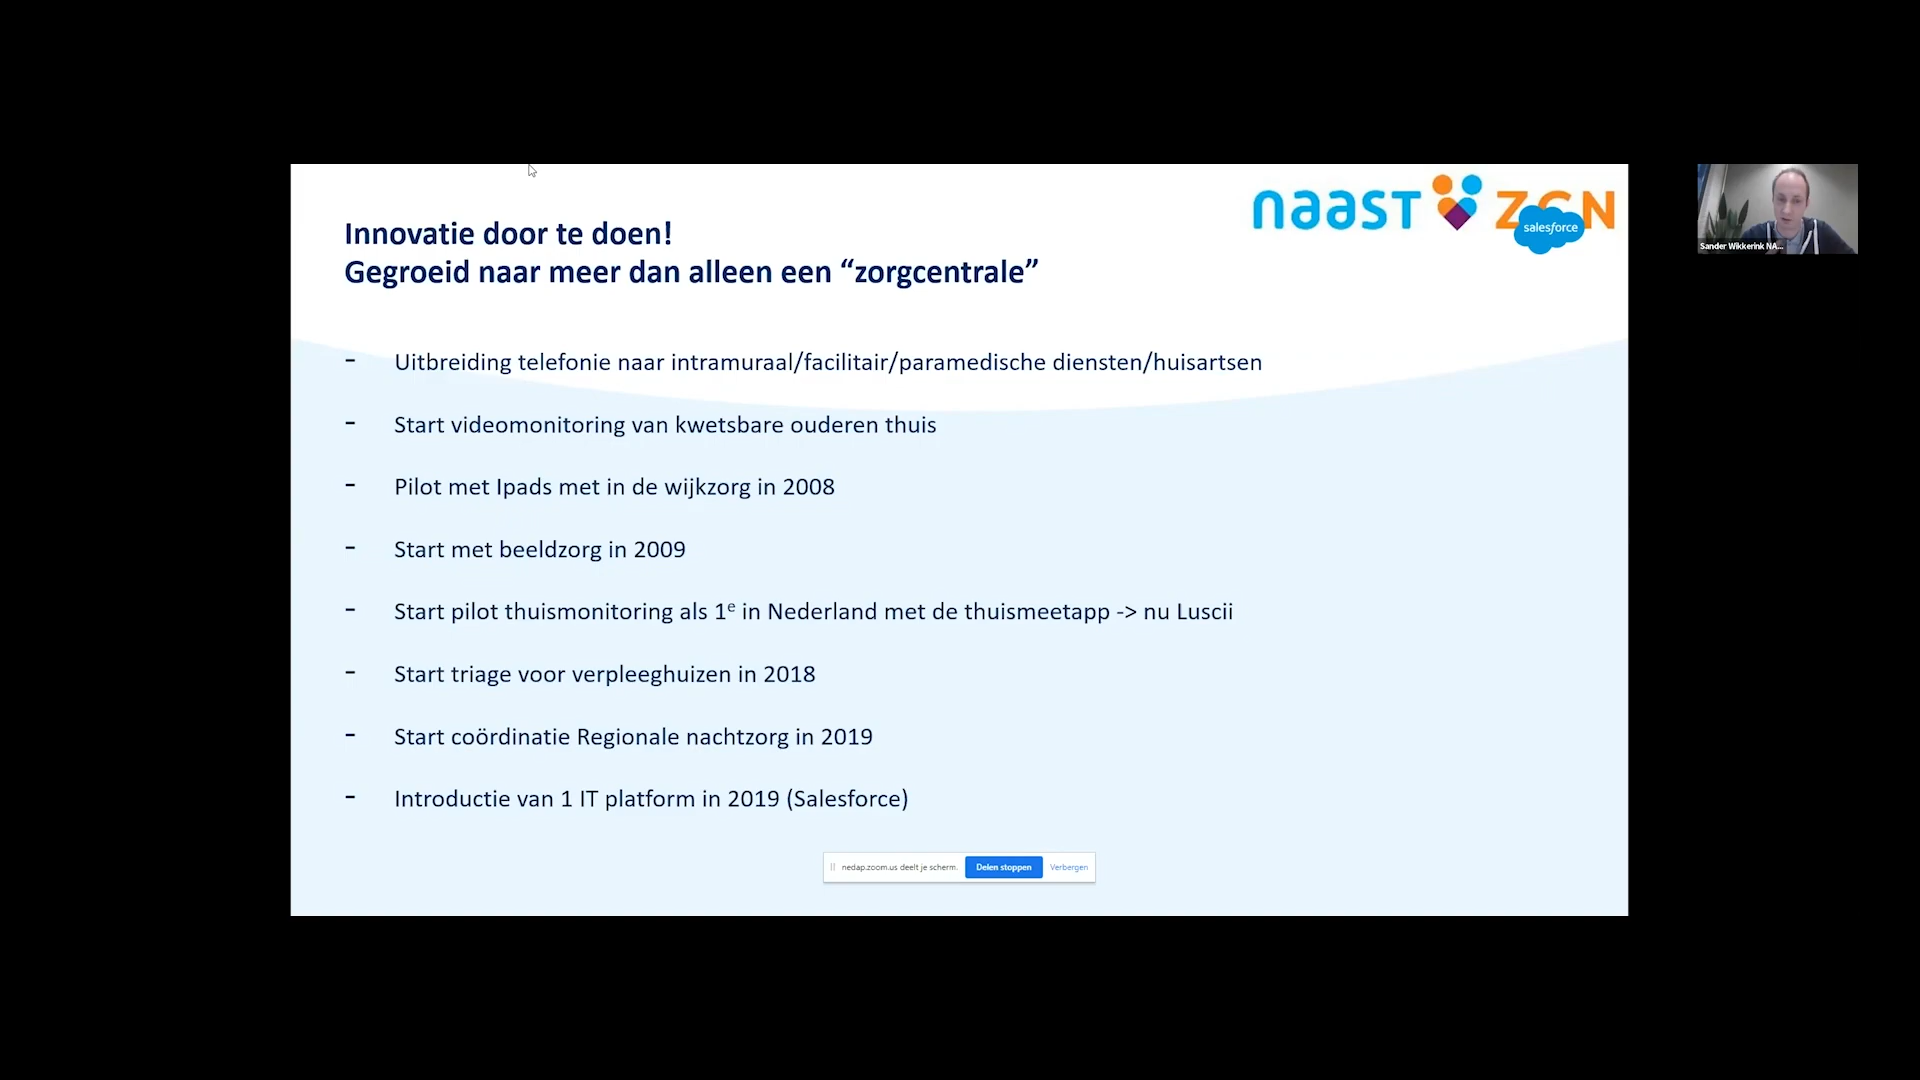 naast ZCN
salesforce
Innovatie door te doen!
Gegroeid naar meer dan alleen een “zorgcentrale”
- Uitbreiding telefonie naar intramuraal/facilitair/paramedische diensten/huisartsen
- Start videomonitoring van kwetsbare ouderen thuis
- Pilot met Ipads met in de wijkzorg in 2008
- Start met beeldzorg in 2009
- Start pilot thuismonitoring als 1e in Nederland met de thuismeetapp -> nu Luscii
- Start triage voor verpleeghuizen in 2018
- Start coördinatie Regionale nachtzorg in 2019
- Introductie van 1 IT platform in 2019 (Salesforce)
nedap.zoom.us deelt je scherm. Delen stoppen Verbergen
Sander Wikkerink NA...